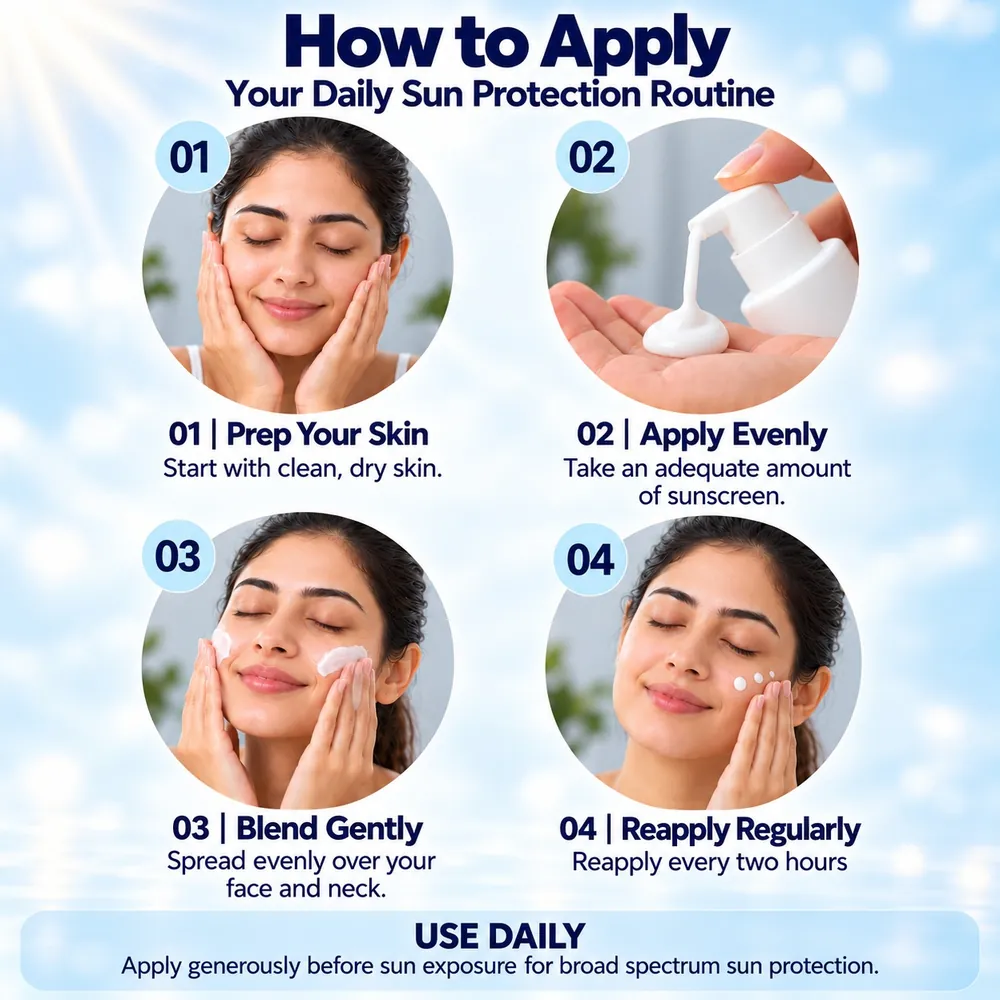 How to Apply
Your Daily Sun Protection Routine
01
02
01 | Prep Your Skin
Start with clean, dry skin.
02 | Apply Evenly
Take an adequate amount
of sunscreen.
03
04
03 | Blend Gently
Spread evenly over your
face and neck.
04 | Reapply Regularly
Reapply every two hours
USE DAILY
Apply generously before sun exposure for broad spectrum sun protection.